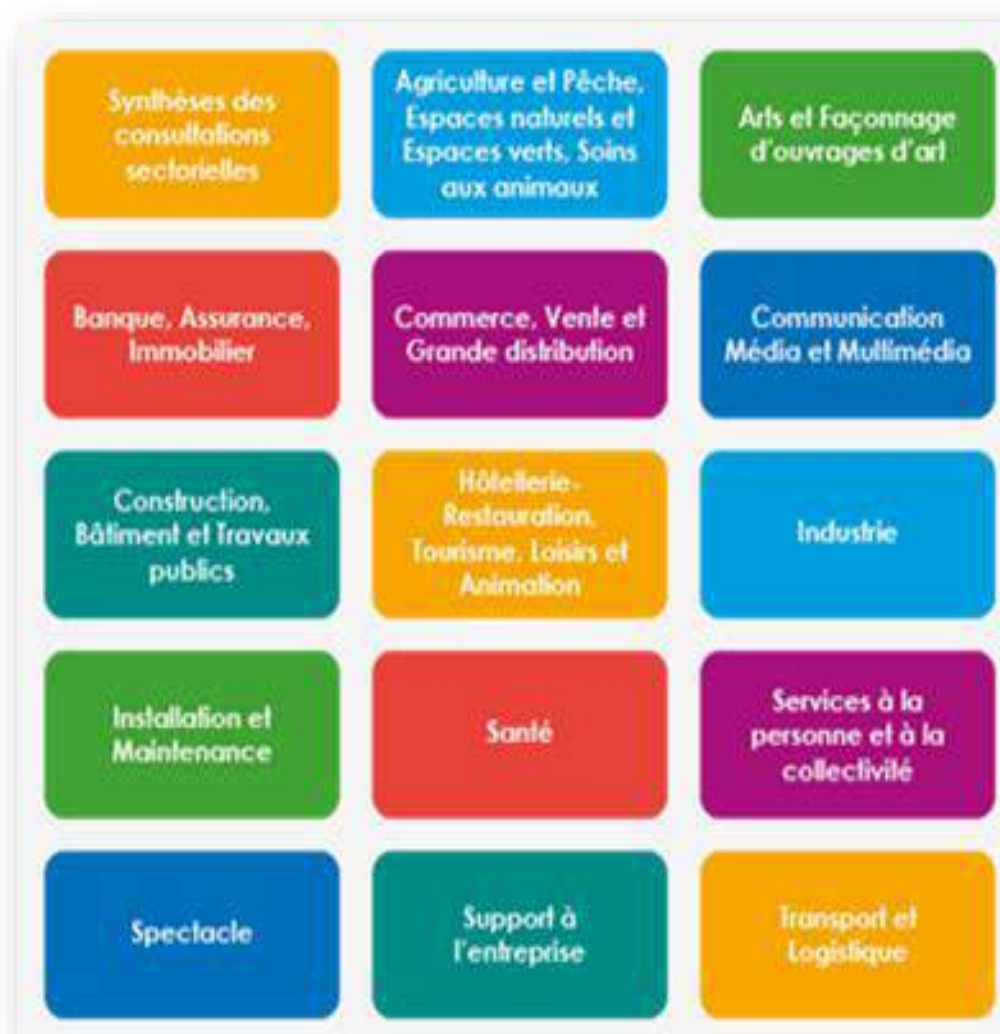 Synthèses des
consultations
sectorielles
Agriculture et Pêche,
Espaces naturels et
Espaces verts, Soins
aux animaux
Arts et Façonnage
d'ouvrages d'art
Banque, Assurance,
Immobilier
Commerce, Vente et
Grande distribution
Communication
Média et Multimédia
Construction,
Bâtiment et Travaux
publics
Hôtellerie-
Restauration,
Tourisme, Loisirs et
Animation
Industrie
Installation et
Maintenance
Santé
Services à la
personne et à la
collectivité
Spectacle
Support à
l'entreprise
Transport et
Logistique